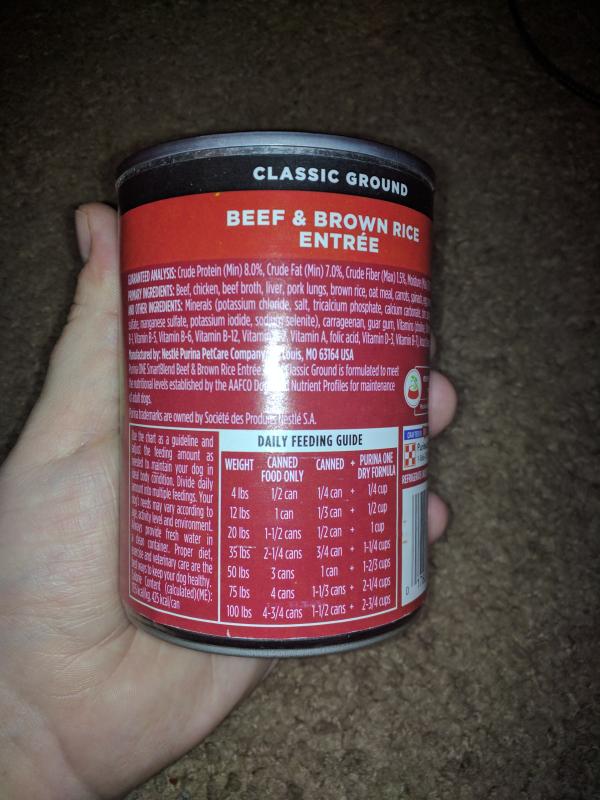 CLASSIC GROUND
BEEF & BROWN RICE
ENTRÉE
GUARANTEED ANALYSIS: Crude Protein (Min) 8.0%, Crude Fat (Min) 7.0%, Crude Fiber (Max) 1.5%,
PRIMARY INGREDIENTS: Beef, chicken, beef broth, liver, pork lungs, brown rice, oat meal, carrots, spinach,
AND OTHER INGREDIENTS: Minerals (potassium chloride, salt, tricalcium phosphate, calcium carbonate,
sulfate, manganese sulfate, potassium iodide, sodium selenite), carrageenan, guar gum, Vitamins
Vitamin B-5, Vitamin B-6, Vitamin B-12, Vitamin A, folic acid, Vitamin D-3,
Manufactured by: Nestlé Purina PetCare Company, Louis, MO 63164 USA
Purina ONE SmartBlend Beef & Brown Rice Entrée Classic Ground is formulated to meet
the nutritional levels established by the AAFCO Dog Nutrient Profiles for maintenance
of adult dogs.
Purina trademarks are owned by Société des Produits Nestlé S.A.
Use the chart as a guideline and
adjust the feeding amount as
needed to maintain your dog in
ideal body condition. Divide daily
amount into multiple feedings. Your
dog's needs may vary according to
age, activity level and environment.
Always provide fresh water in
a clean container. Proper diet,
exercise and veterinary care are the
best ways to keep your dog healthy.
Calorie Content (calculated)(ME):
kcal/kg, 425 kcal/can
DAILY FEEDING GUIDE
WEIGHT CANNED FOOD ONLY CANNED + PURINA ONE DRY FORMULA
4 lbs 1/2 can 1/4 can + 1/4 cup
12 lbs 1 can 1/3 can + 1/2 cup
20 lbs 1-1/2 cans 1/2 can + 1 cup
35 lbs 2-1/4 cans 3/4 can + 1-1/4 cups
50 lbs 3 cans 1 can + 1-2/3 cups
75 lbs 4 cans 1-1/3 cans + 2-1/4 cups
100 lbs 4-3/4 cans 1-1/2 cans + 2-3/4 cups